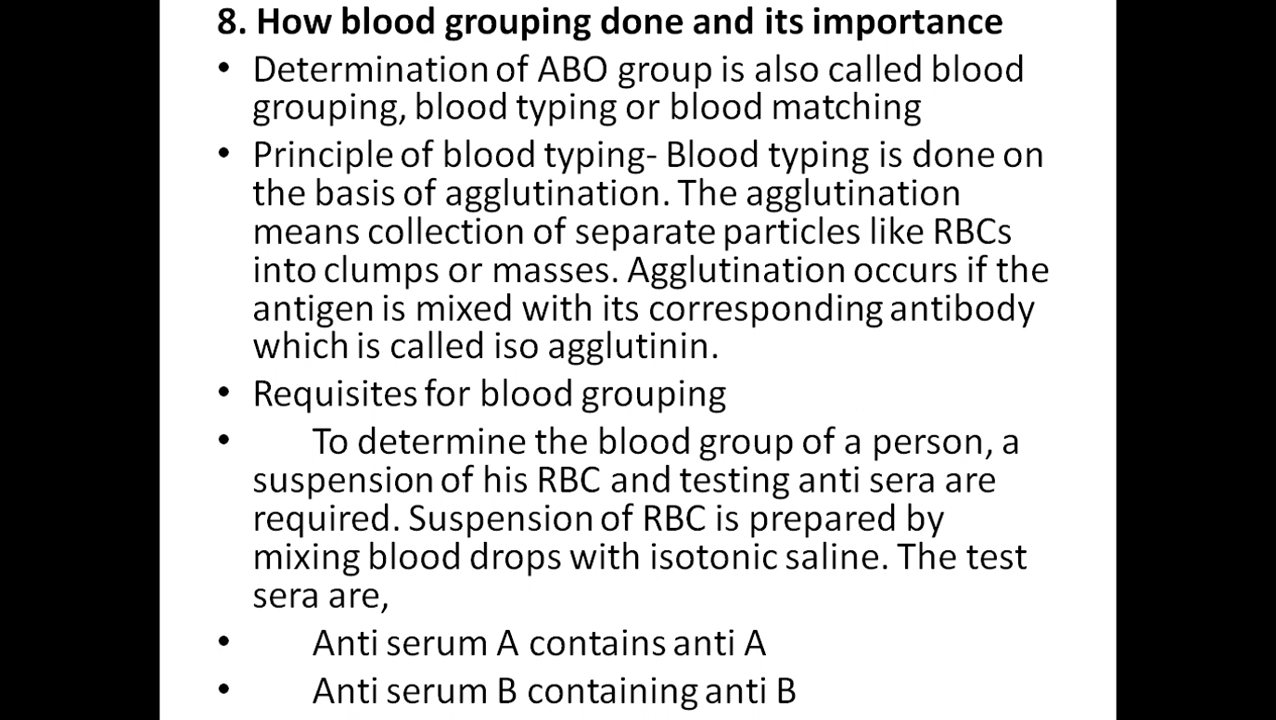 8. How blood grouping done and its importance
• Determination of ABO group is also called blood
grouping, blood typing or blood matching
• Principle of blood typing- Blood typing is done on
the basis of agglutination. The agglutination
means collection of separate particles like RBCs
into clumps or masses. Agglutination occurs if the
antigen is mixed with its corresponding antibody
which is called iso agglutinin.
• Requisites for blood grouping
• To determine the blood group of a person, a
suspension of his RBC and testing anti sera are
required. Suspension of RBC is prepared by
mixing blood drops with isotonic saline. The test
sera are,
• Anti serum A contains anti A
• Anti serum B containing anti B